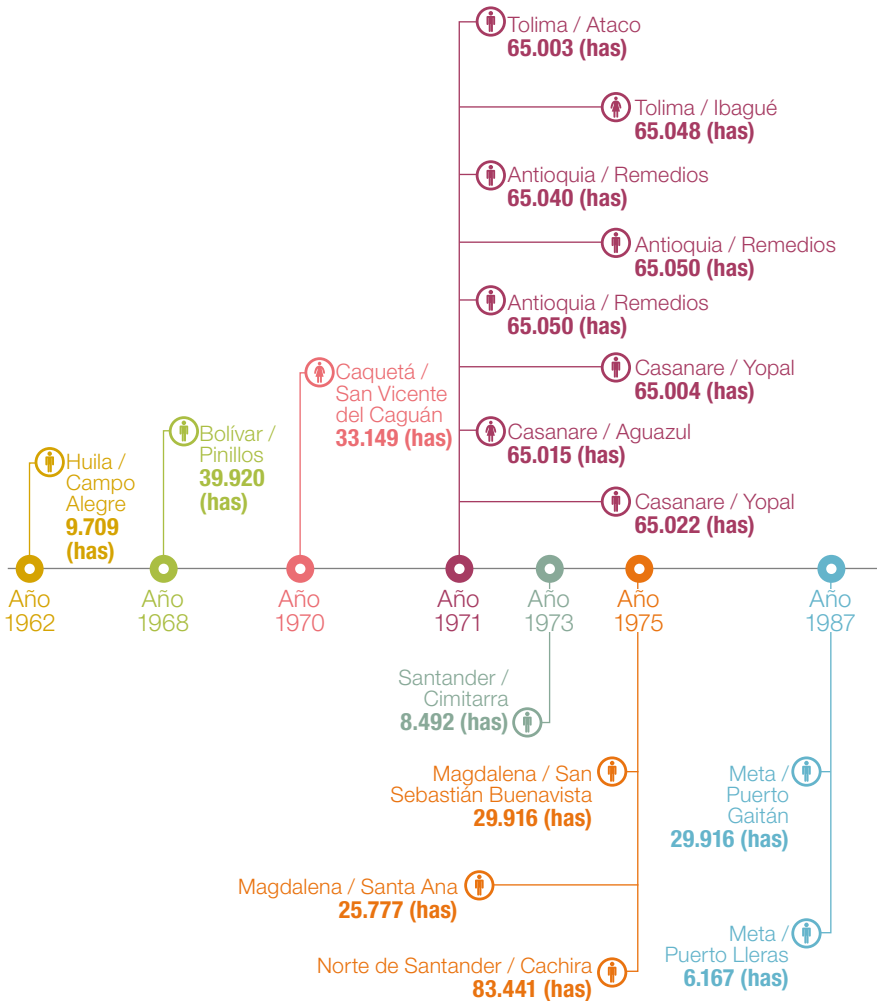 Tolima / Ataco
65.003 (has)
Tolima / Ibagué
65.048 (has)
Antioquia / Remedios
65.040 (has)
Antioquia / Remedios
65.050 (has)
Antioquia / Remedios
65.050 (has)
Casanare / Yopal
65.004 (has)
Casanare / Aguazul
65.015 (has)
Casanare / Yopal
65.022 (has)
Caquetá /
San Vicente
del Caguán
33.149 (has)
Bolívar /
Pinillos
39.920
(has)
Huila /
Campo
Alegre
9.709
(has)
Año
1962
Año
1968
Año
1970
Año
1971
Año
1973
Año
1975
Año
1987
Santander /
Cimitarra
8.492 (has)
Magdalena / San
Sebastián Buenavista
29.916 (has)
Magdalena / Santa Ana
25.777 (has)
Norte de Santander / Cachira
83.441 (has)
Meta /
Puerto
Gaitán
29.916 (has)
Meta /
Puerto Lleras
6.167 (has)